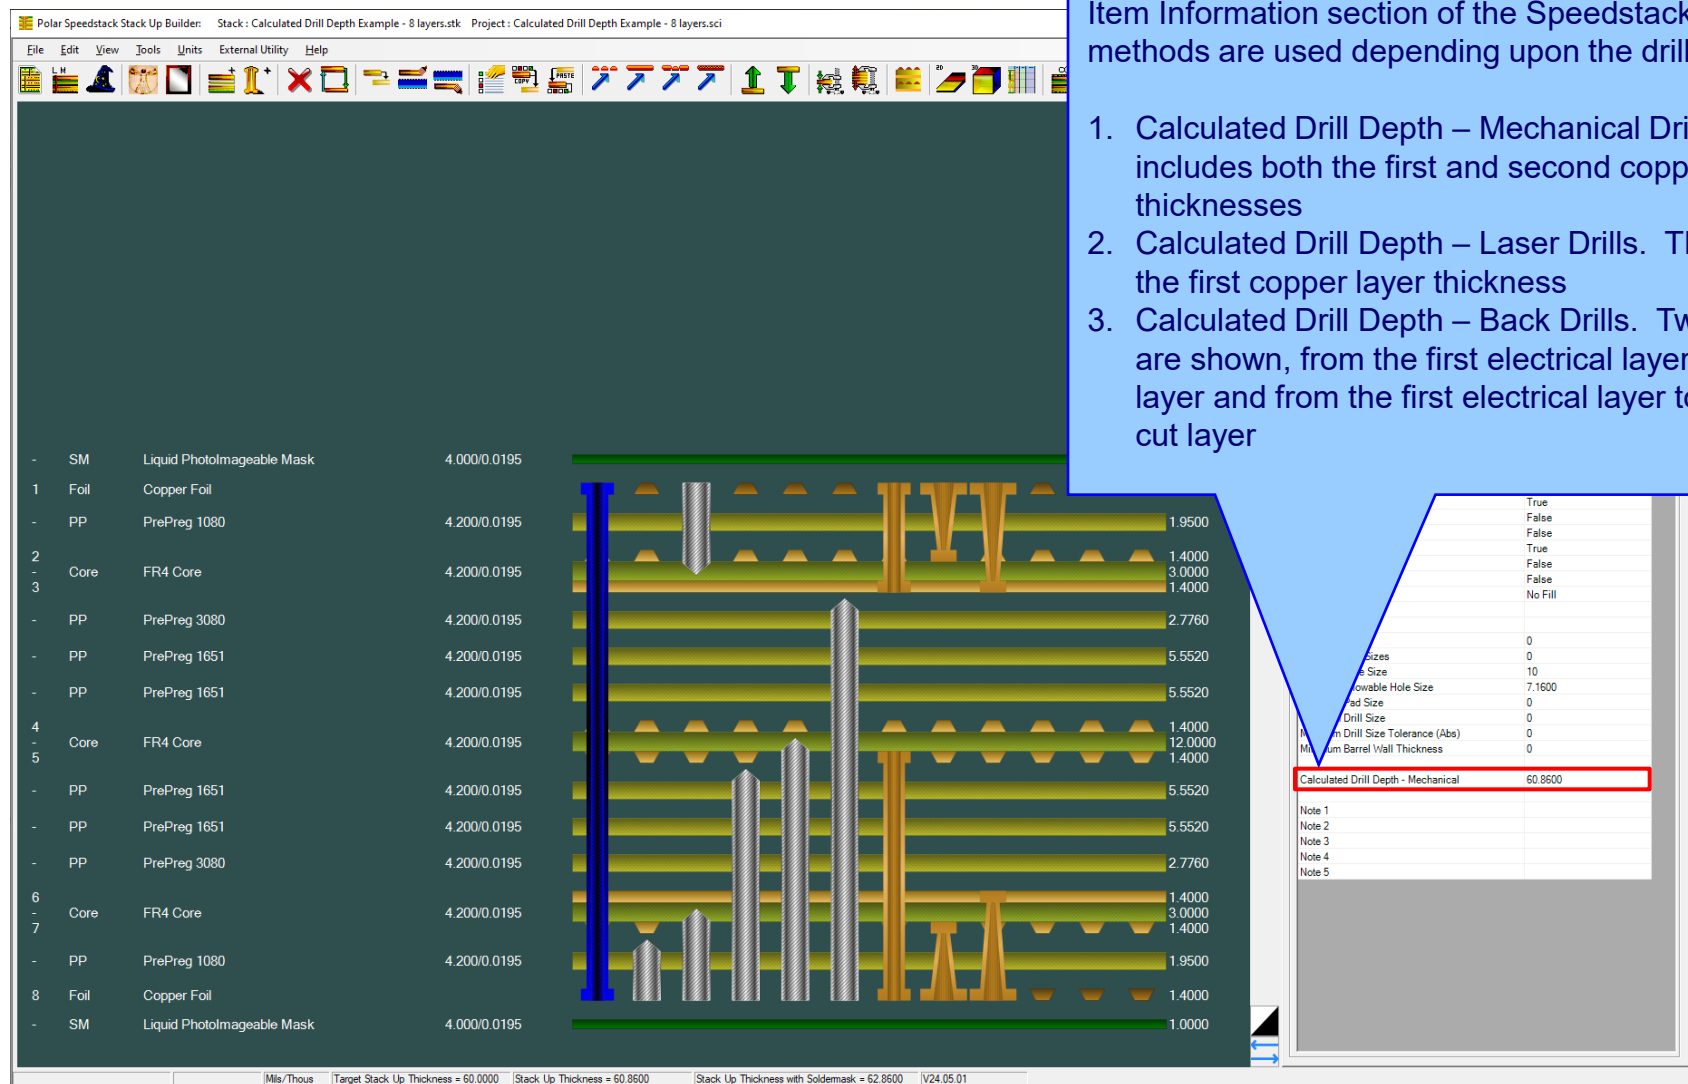 Polar Speedstack Stack Up Builder: Stack : Calculated Drill Depth Example - 8 layers.stk Project : Calculated Drill Depth Example - 8 layers.sci
File Edit View Tools Units External Utility Help
Item Information section of the Speedstack
methods are used depending upon the drill
1. Calculated Drill Depth – Mechanical Dri
includes both the first and second copp
thicknesses
2. Calculated Drill Depth – Laser Drills. Th
the first copper layer thickness
3. Calculated Drill Depth – Back Drills. Tw
are shown, from the first electrical layer
layer and from the first electrical layer to
cut layer
- SM Liquid PhotoImageable Mask 4.000/0.0195
1 Foil Copper Foil
- PP PrePreg 1080 4.200/0.0195 1.9500
2 1.4000
- Core FR4 Core 4.200/0.0195 3.0000
3 1.4000
- PP PrePreg 3080 4.200/0.0195 2.7760
- PP PrePreg 1651 4.200/0.0195 5.5520
- PP PrePreg 1651 4.200/0.0195 5.5520
4 1.4000
- Core FR4 Core 4.200/0.0195 12.0000
5 1.4000
- PP PrePreg 1651 4.200/0.0195 5.5520
- PP PrePreg 1651 4.200/0.0195 5.5520
- PP PrePreg 3080 4.200/0.0195 2.7760
6 1.4000
- Core FR4 Core 4.200/0.0195 3.0000
7 1.4000
- PP PrePreg 1080 4.200/0.0195 1.9500
8 Foil Copper Foil 1.4000
- SM Liquid PhotoImageable Mask 4.000/0.0195 1.0000
True
False
False
True
False
False
No Fill
0
Sizes 0
Size 10
Hole Size 7.1600
Pad Size 0
Drill Size 0
Drill Size Tolerance (Abs) 0
Barrel Wall Thickness 0
Calculated Drill Depth - Mechanical 60.8600
Note 1
Note 2
Note 3
Note 4
Note 5
Mils/Thous Target Stack Up Thickness = 60.0000 Stack Up Thickness = 60.8600 Stack Up Thickness with Soldermask = 62.8600 V24.05.01